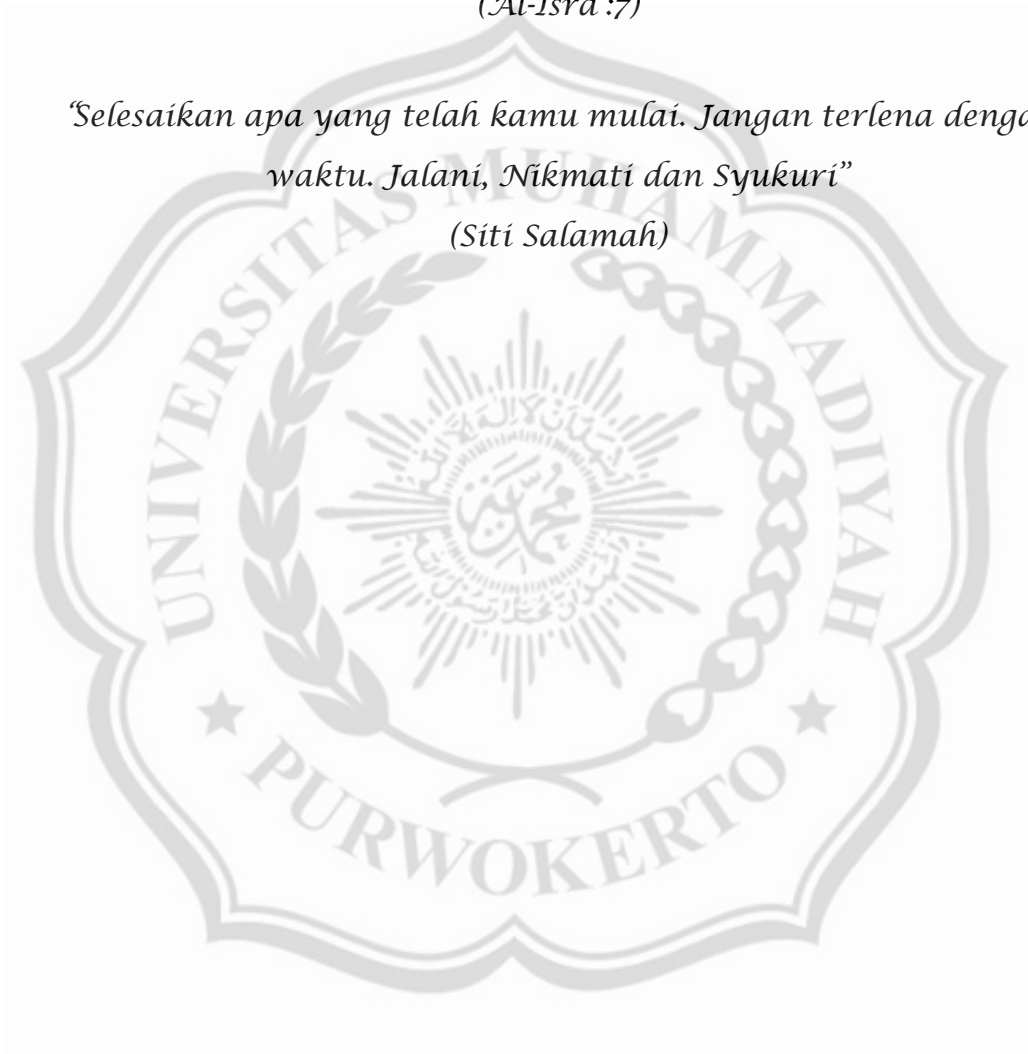 (Al-Isra :7)
“Selesaikan apa yang telah kamu mulai. Jangan terlena denga
waktu. Jalani, Nikmati dan Syukuri”
(Siti Salamah)
UNIVERSITAS MUHAMMADIYAH
PURWOKERTO